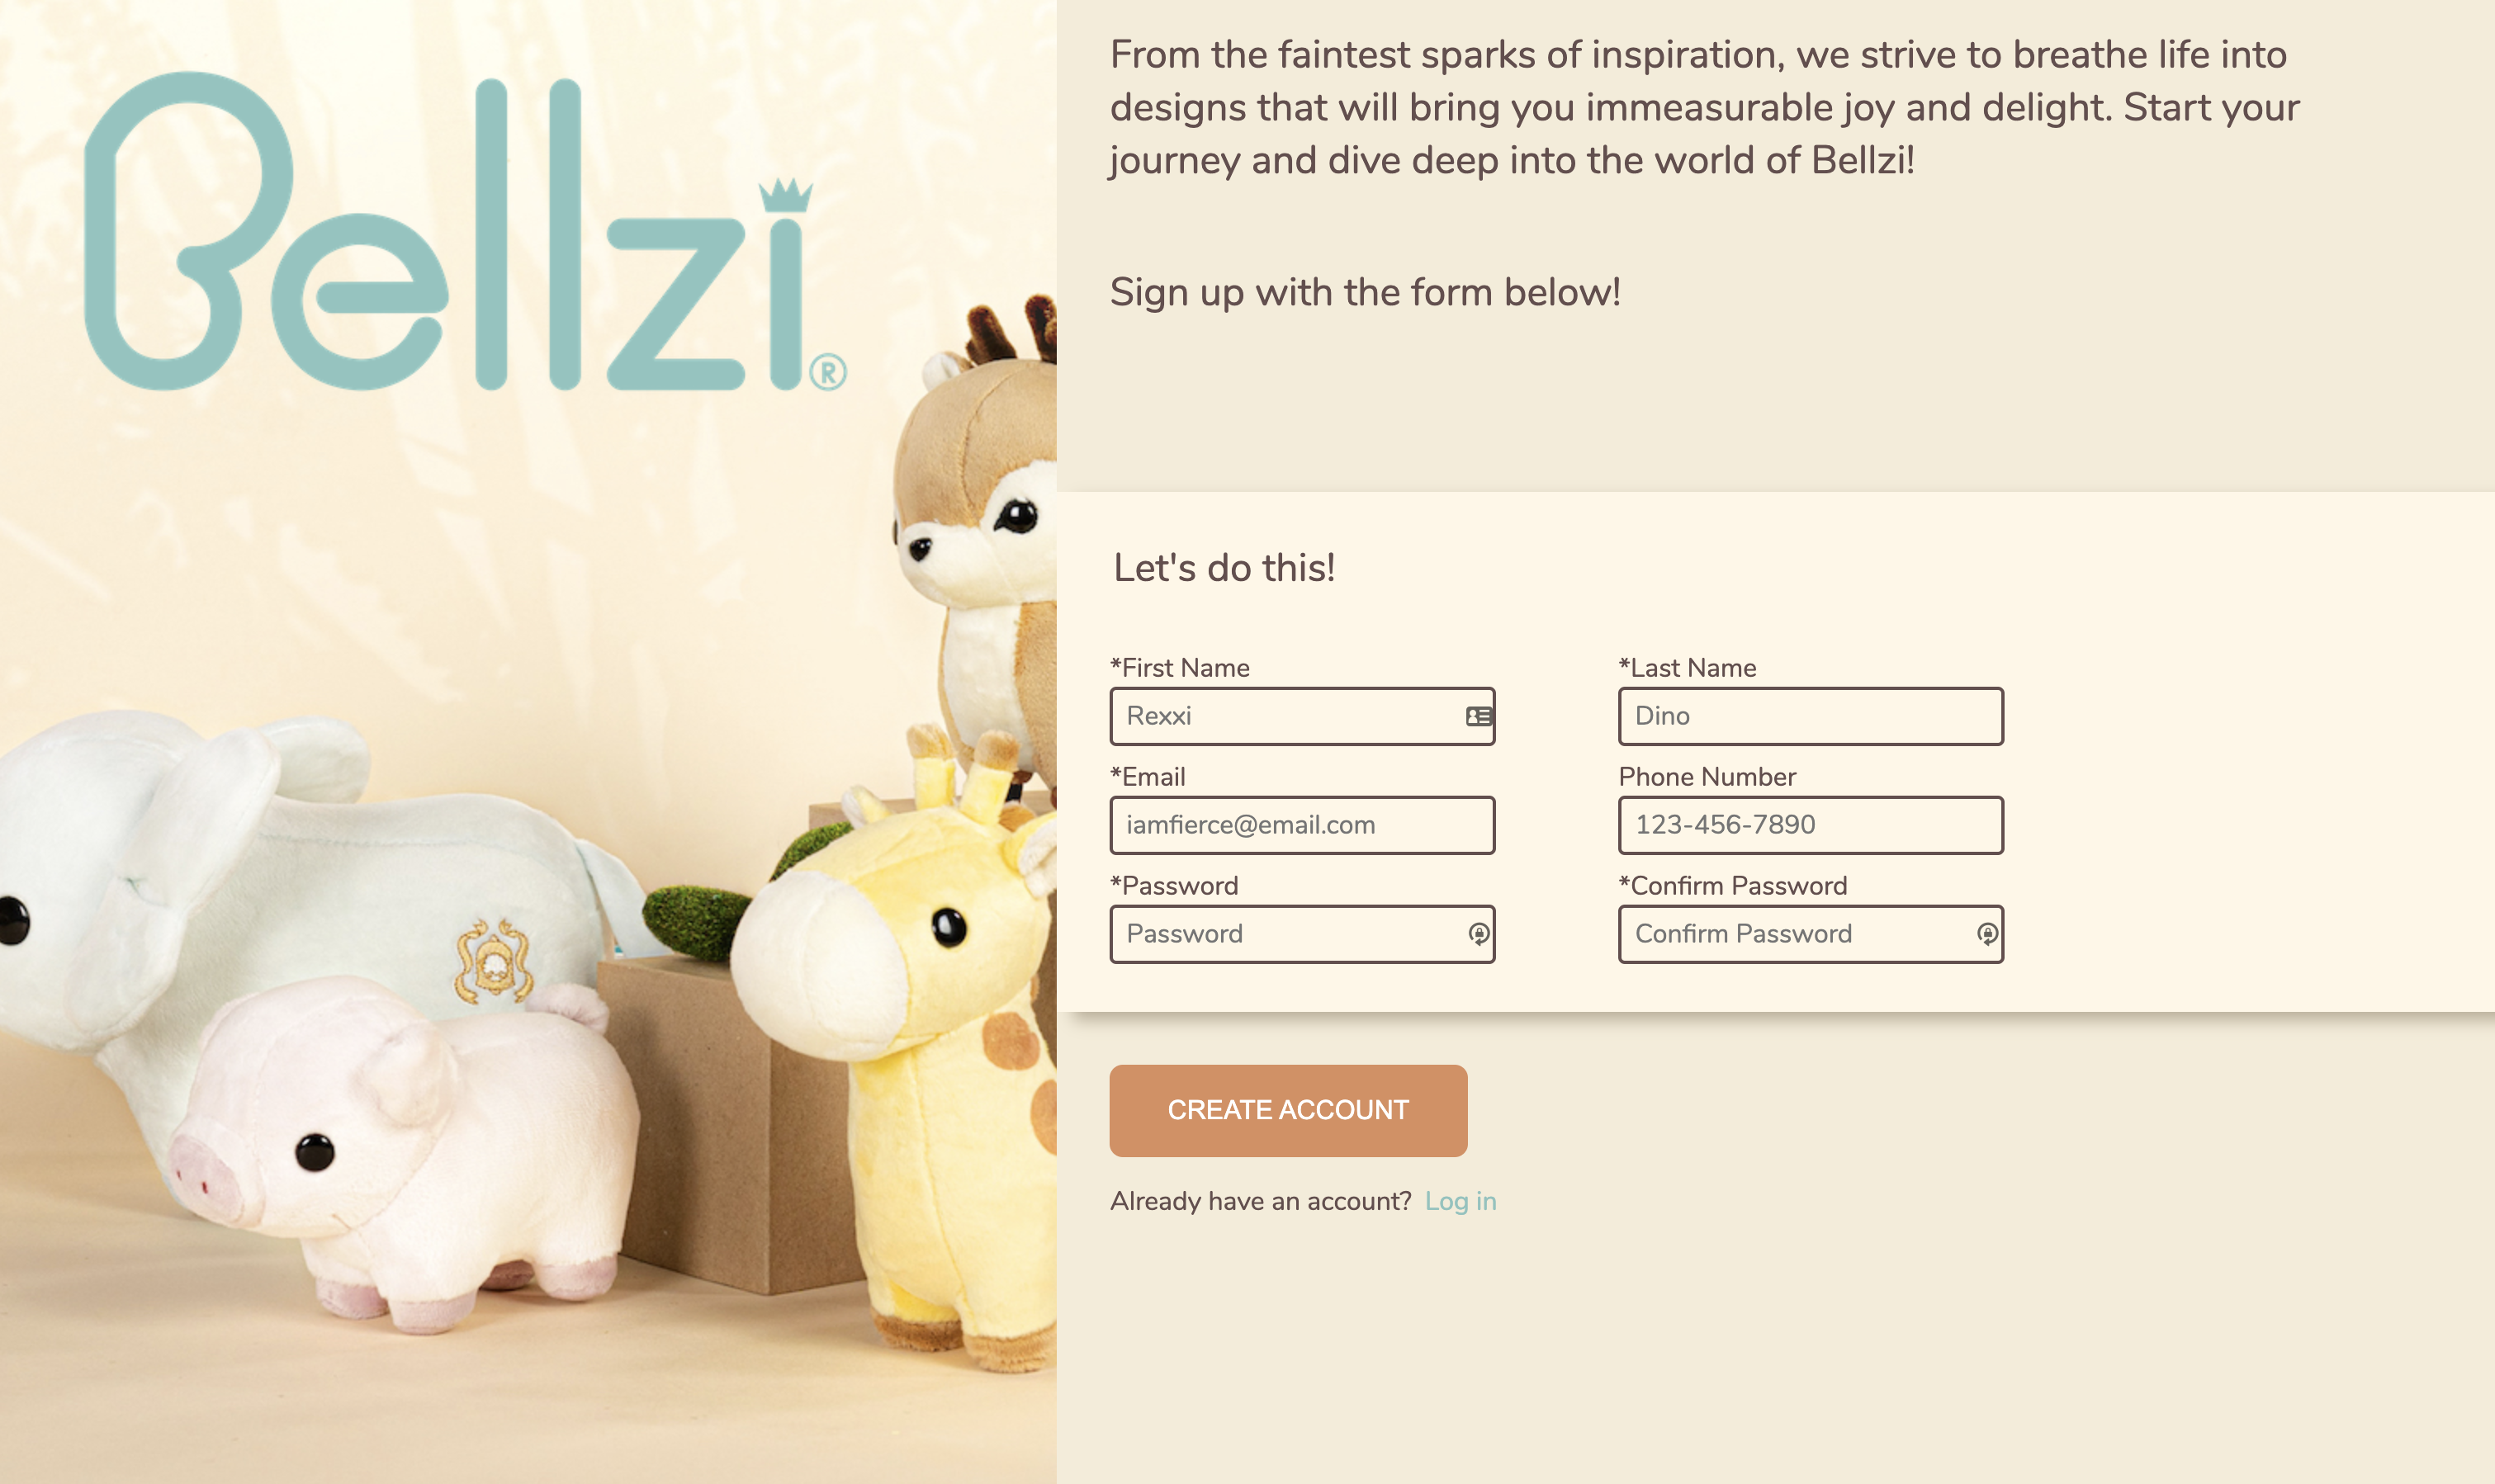 Bellzi®
From the faintest sparks of inspiration, we strive to breathe life into
designs that will bring you immeasurable joy and delight. Start your
journey and dive deep into the world of Bellzi!
Sign up with the form below!
Let's do this!
*First Name
Rexxi
*Last Name
Dino
*Email
iamfierce@email.com
Phone Number
123-456-7890
*Password
Password
*Confirm Password
Confirm Password
CREATE ACCOUNT
Already have an account? Log in